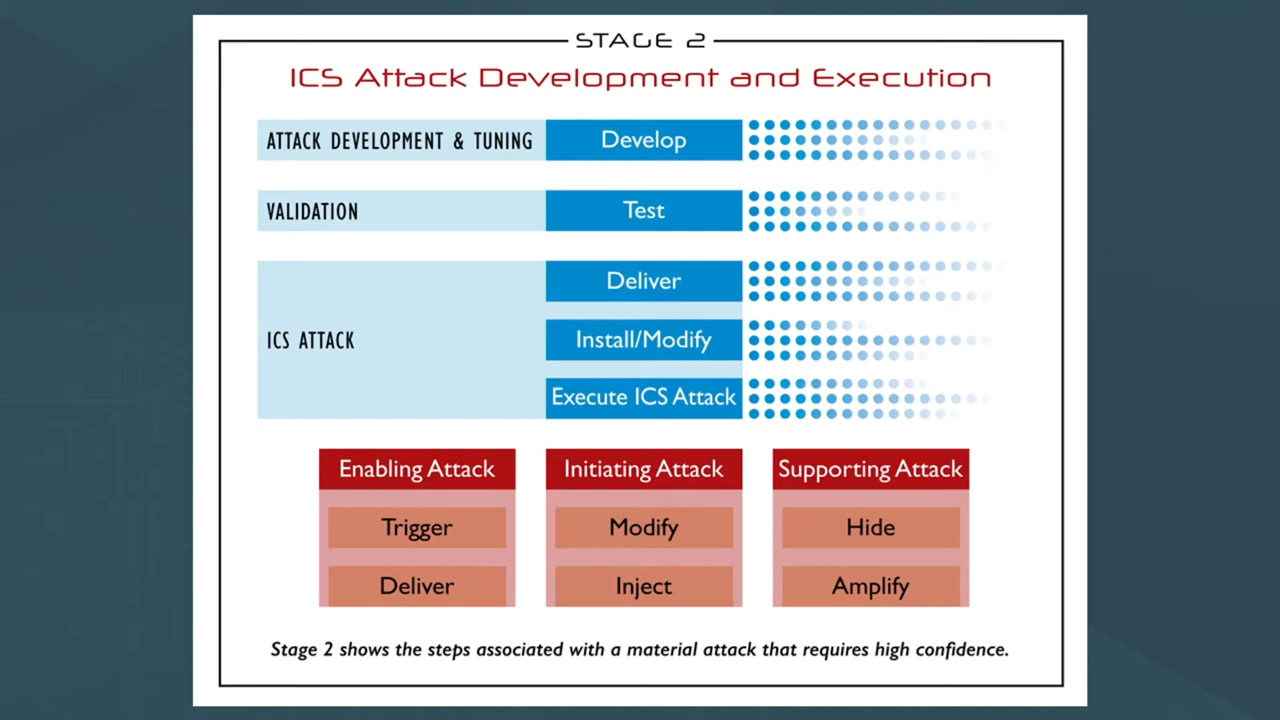 STAGE 2
ICS Attack Development and Execution
ATTACK DEVELOPMENT & TUNING
Develop
VALIDATION
Test
ICS ATTACK
Deliver
Install/Modify
Execute ICS Attack
Enabling Attack
Trigger
Deliver
Initiating Attack
Modify
Inject
Supporting Attack
Hide
Amplify
Stage 2 shows the steps associated with a material attack that requires high confidence.